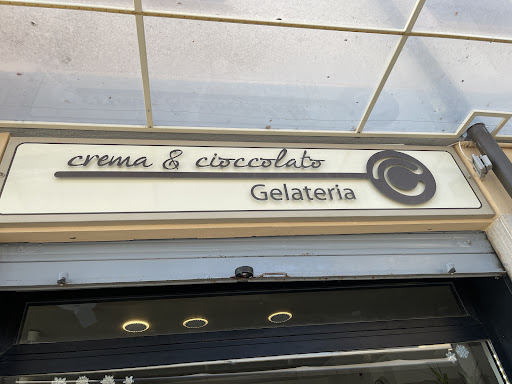 crema & cioccolato
Gelateria